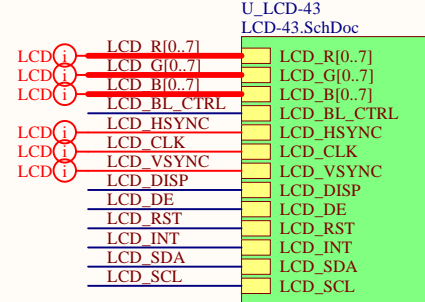 U_LCD-43
LCD-43.SchDoc
LCD i LCD_R[0..7] LCD_R[0..7]
LCD i LCD_G[0..7] LCD_G[0..7]
LCD i LCD_B[0..7] LCD_B[0..7]
LCD_BL_CTRL LCD_BL_CTRL
LCD i LCD_HSYNC LCD_HSYNC
LCD i LCD_CLK LCD_CLK
LCD i LCD_VSYNC LCD_VSYNC
LCD_DISP LCD_DISP
LCD_DE LCD_DE
LCD_RST LCD_RST
LCD_INT LCD_INT
LCD_SDA LCD_SDA
LCD_SCL LCD_SCL